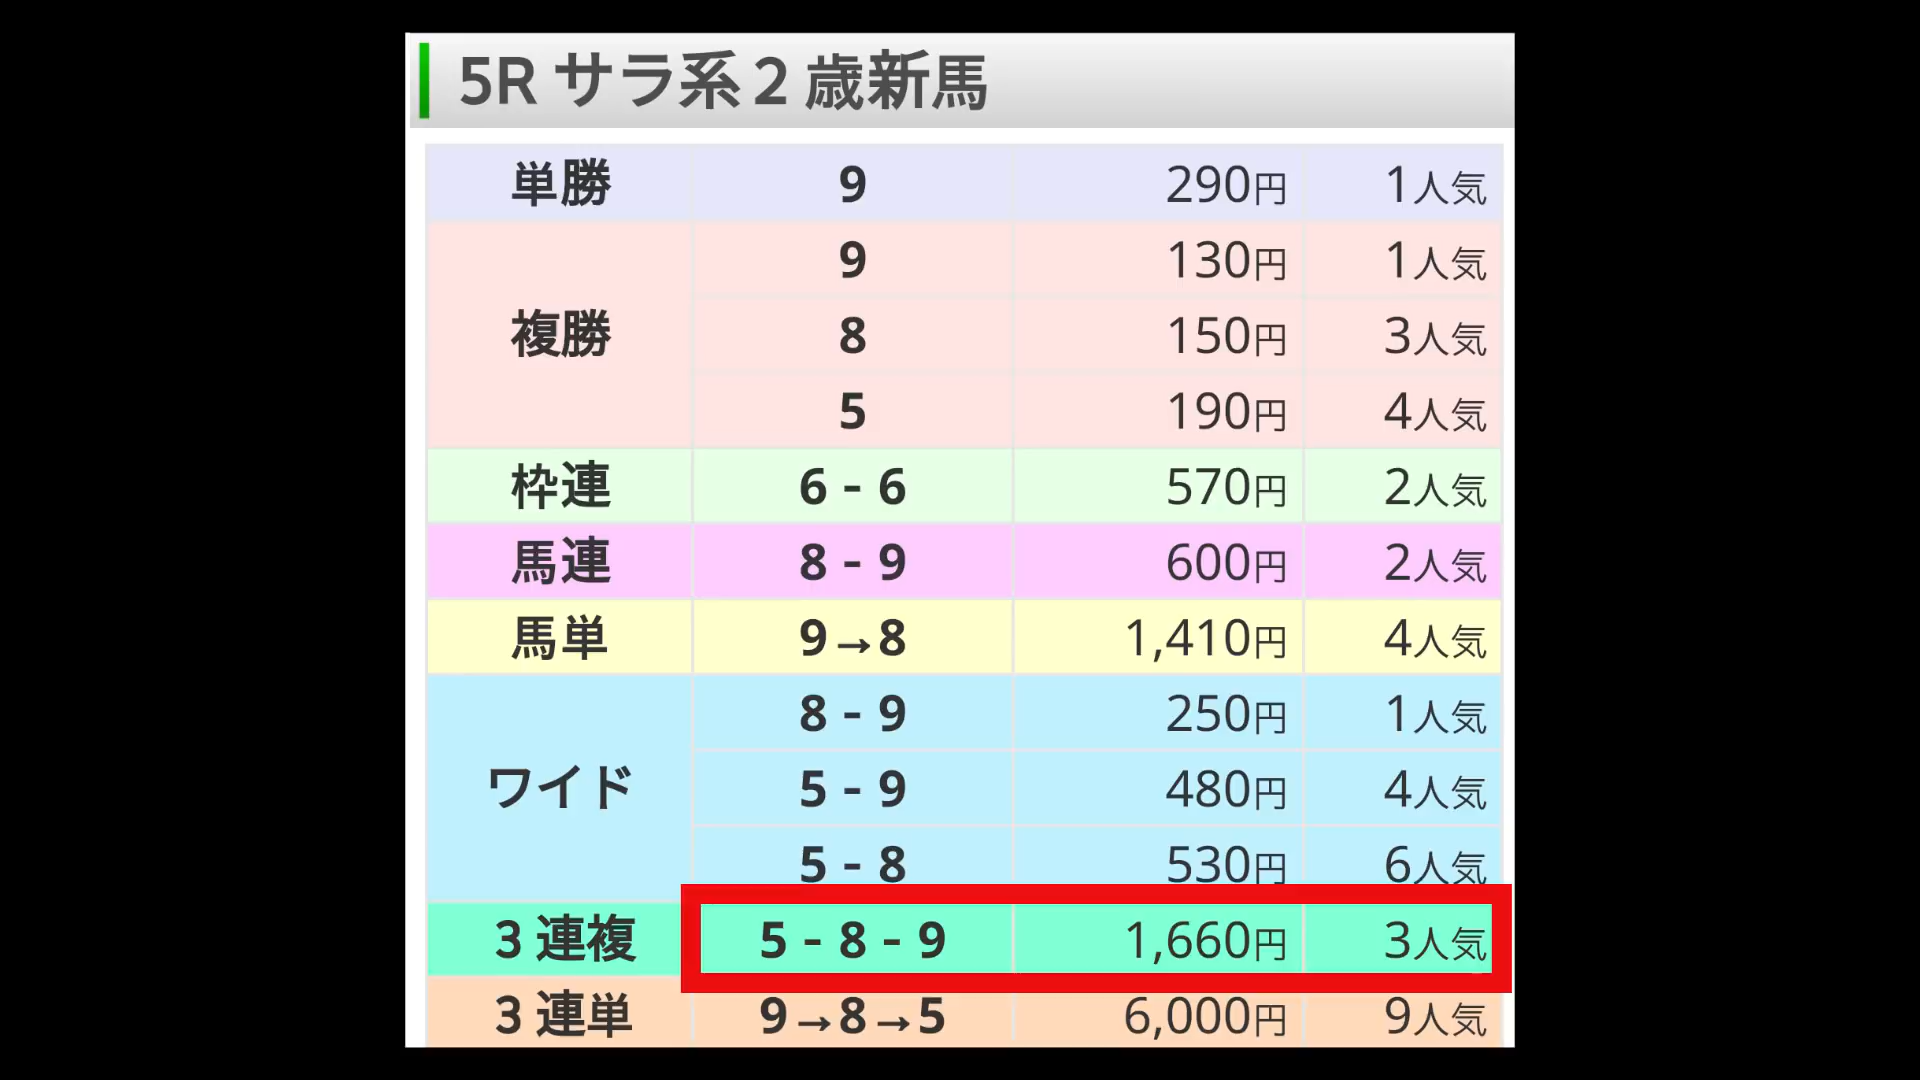 5R サラ系２歳新馬
単勝 9 290円 1人気
複勝 9 130円 1人気
8 150円 3人気
5 190円 4人気
枠連 6 - 6 570円 2人気
馬連 8 - 9 600円 2人気
馬単 9→8 1,410円 4人気
ワイド 8 - 9 250円 1人気
5 - 9 480円 4人気
5 - 8 530円 6人気
３連複 5 - 8 - 9 1,660円 3人気
３連単 9→8→5 6,000円 9人気